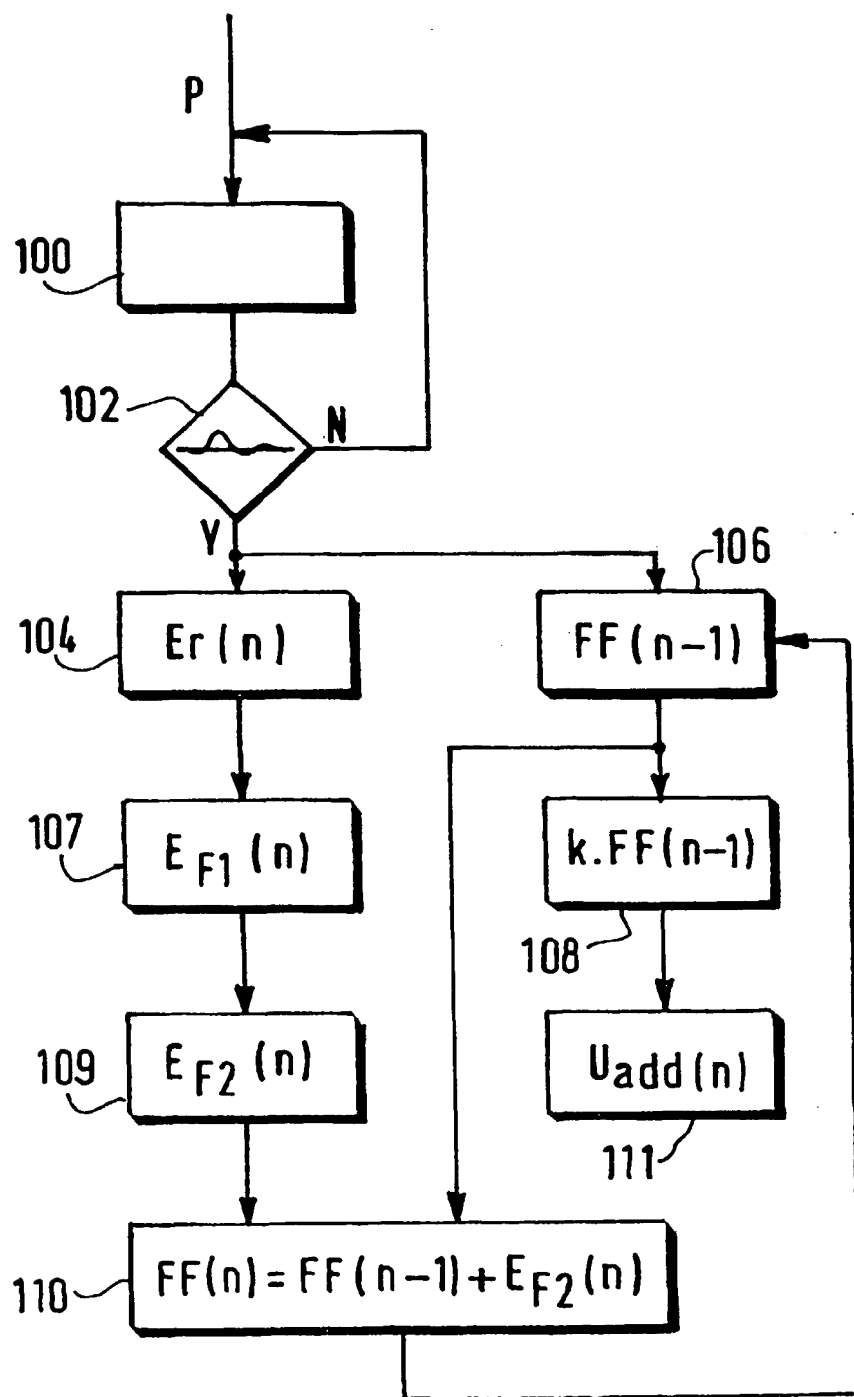 P
100
102
N
Y
106
104
Er(n)
FF(n-1)
107
E F1 (n)
k.FF(n-1)
108
109
E F2 (n)
Uadd(n)
111
110
FF(n)=FF(n-1)+E F2 (n)